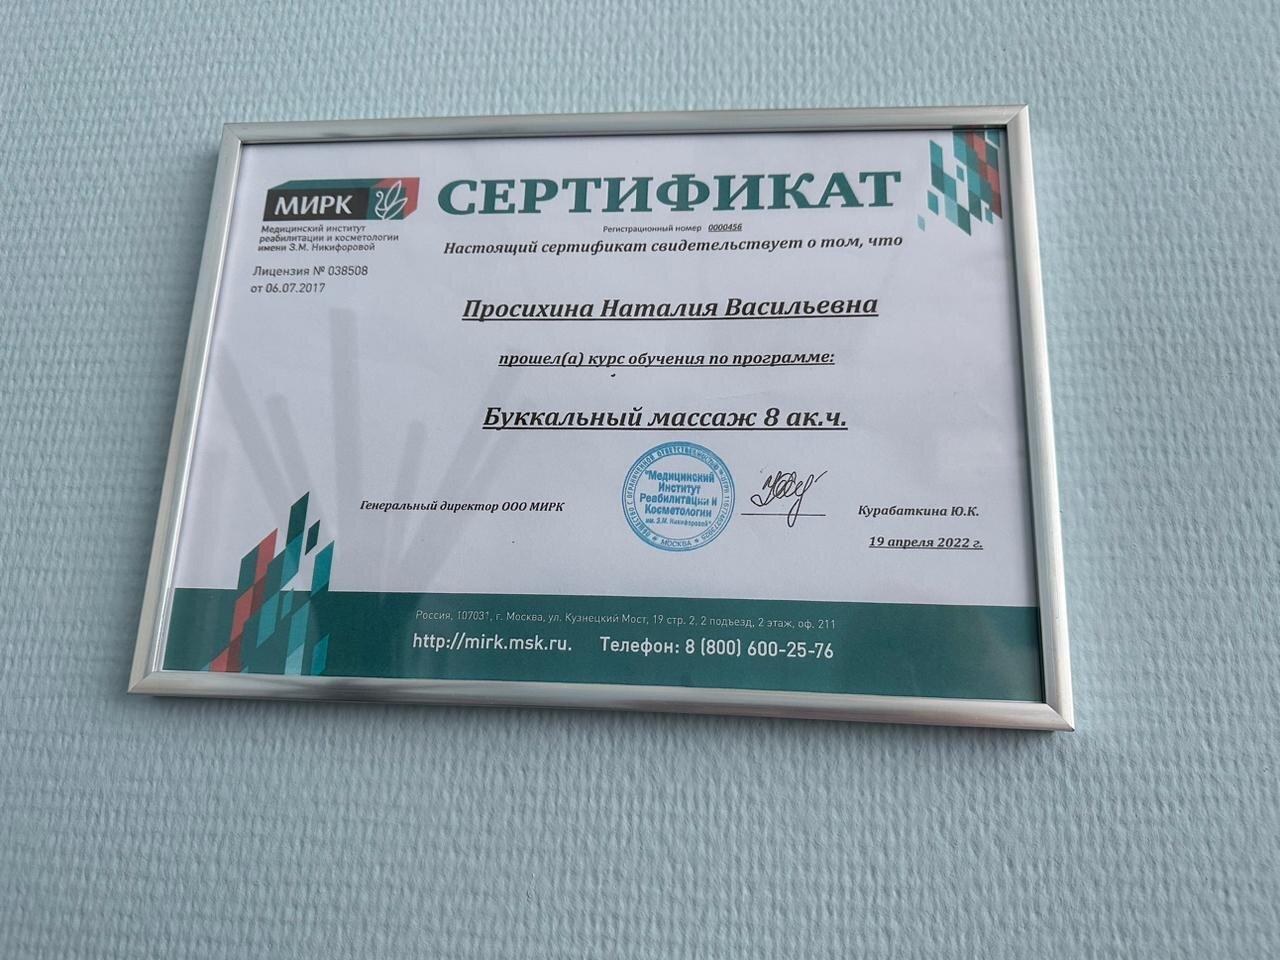 МИРК
Медицинский институт
реабилитации и косметологии
имени З.М. Никифоровой
Лицензия № 038508
от 06.07.2017
СЕРТИФИКАТ
Регистрационный номер 0000456
Настоящий сертификат свидетельствует о том, что
Просихина Наталия Васильевна
прошел(а) курс обучения по программе:
Буккальный массаж 8 ак.ч.
Генеральный директор ООО МИРК
"Медицинский
Институт
Реабилитации и
Косметологии
им. З.М. Никифоровой"
ОБЩЕСТВО С ОГРАНИЧЕННОЙ ОТВЕТСТВЕННОСТЬЮ
МОСКВА
Курабаткина Ю.К.
19 апреля 2022 г.
Россия, 107031, г. Москва, ул. Кузнецкий Мост, 19 стр. 2, 2 подъезд, 2 этаж, оф. 211
http://mirk.msk.ru. Телефон: 8 (800) 600-25-76